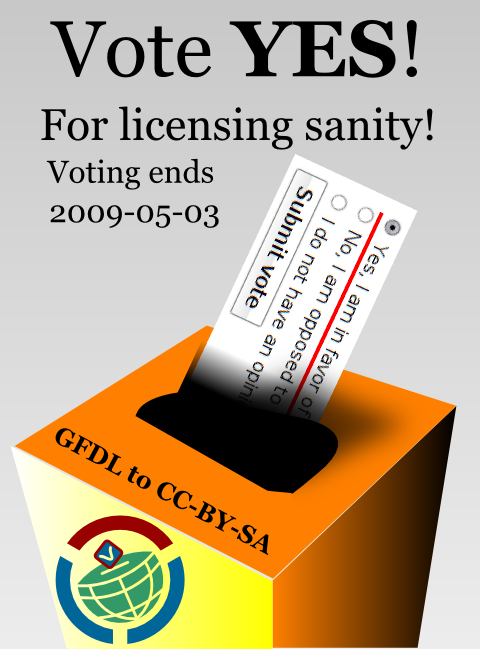 Vote YES!
For licensing sanity!
Voting ends
2009-05-03
Yes, I am in favor of
No, I am opposed to
I do not have an opini
Submit vote
GFDL to CC-BY-SA